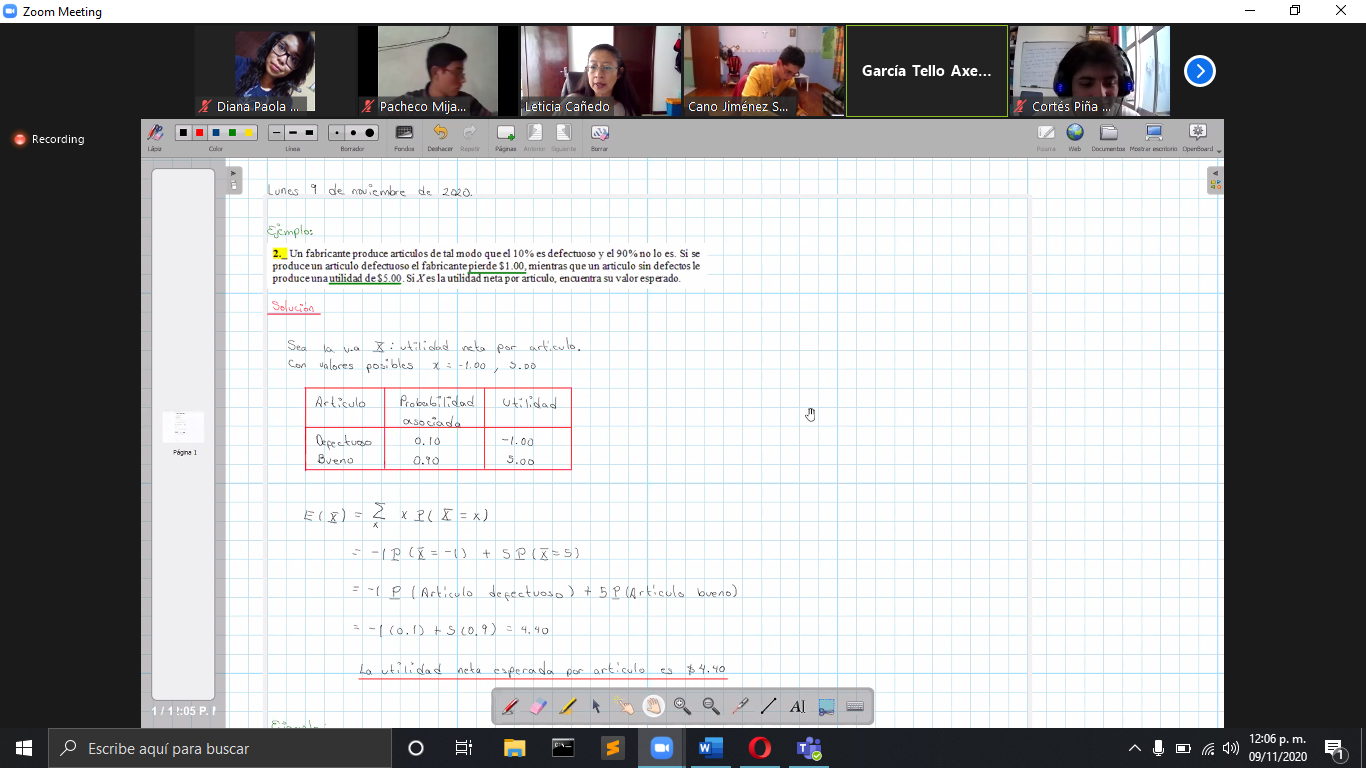 Zoom Meeting
Diana Paola ...
Pacheco Mija...
Leticia Cañedo
Cano Jiménez S...
García Tello Axe...
Cortés Piña ...
Recording
Lápiz
Color
Línea
Borrador
Fondos
Deshacer
Repetir
Páginas
Anterior
Siguiente
Borrar
Pizarra
Web
Documentos
Mostrar escritorio
OpenBoard
Lunes 9 de noviembre de 2020.
Ejemplo:
2._ Un fabricante produce artículos de tal modo que el 10% es defectuoso y el 90% no lo es. Si se
produce un artículo defectuoso el fabricante pierde $1.00, mientras que un artículo sin defectos le
produce una utilidad de $5.00. Si X es la utilidad neta por artículo, encuentra su valor esperado.
Solución
Sea la v.a X : utilidad neta por artículo.
Con valores posibles x = -1.00 , 5.00
Artículo Probabilidad asociada Utilidad
Defectuoso 0.10 -1.00
Bueno 0.90 5.00
E(X) = ∑x x P(X = x)
= -1 P(X = -1) + 5 P(X = 5)
= -1 P (Artículo defectuoso) + 5 P(Artículo bueno)
= -1(0.1) + 5(0.9) = 4.40
La utilidad neta esperada por artículo es $4.40
Ejemplo:
Página 1
Escribe aquí para buscar
12:06 p. m.
09/11/2020
1